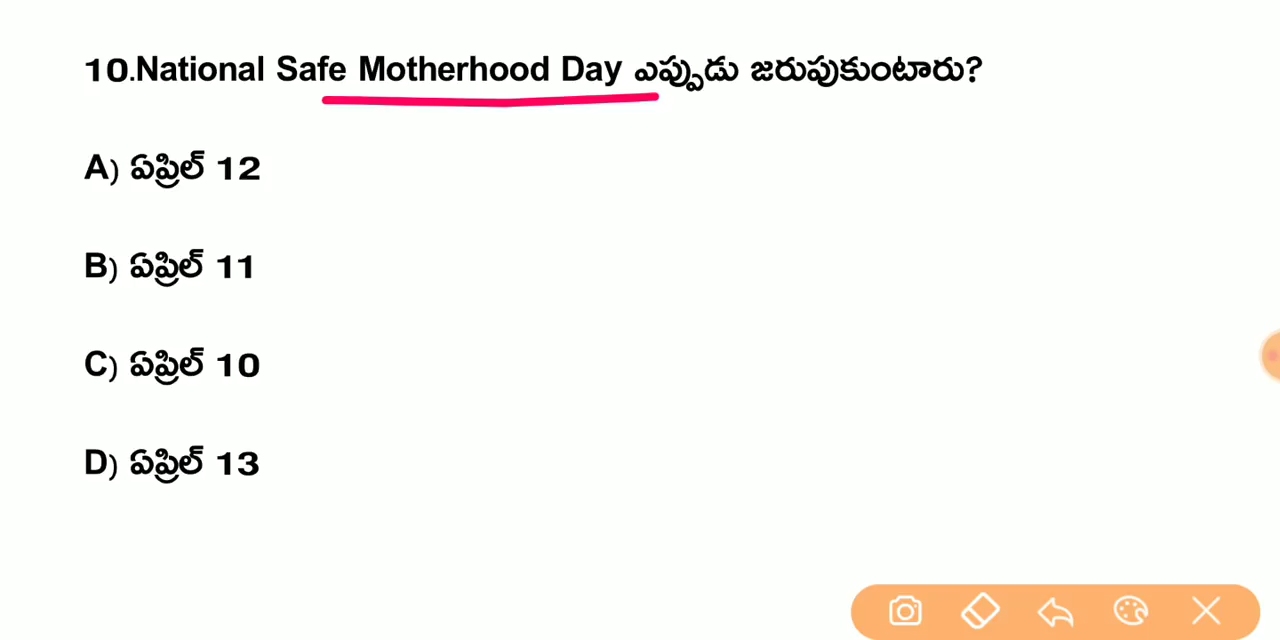 10.National Safe Motherhood Day ఎప్పుడు జరుపుకుంటారు?
A) ఏప్రిల్ 12
B) ఏప్రిల్ 11
C) ఏప్రిల్ 10
D) ఏప్రిల్ 13